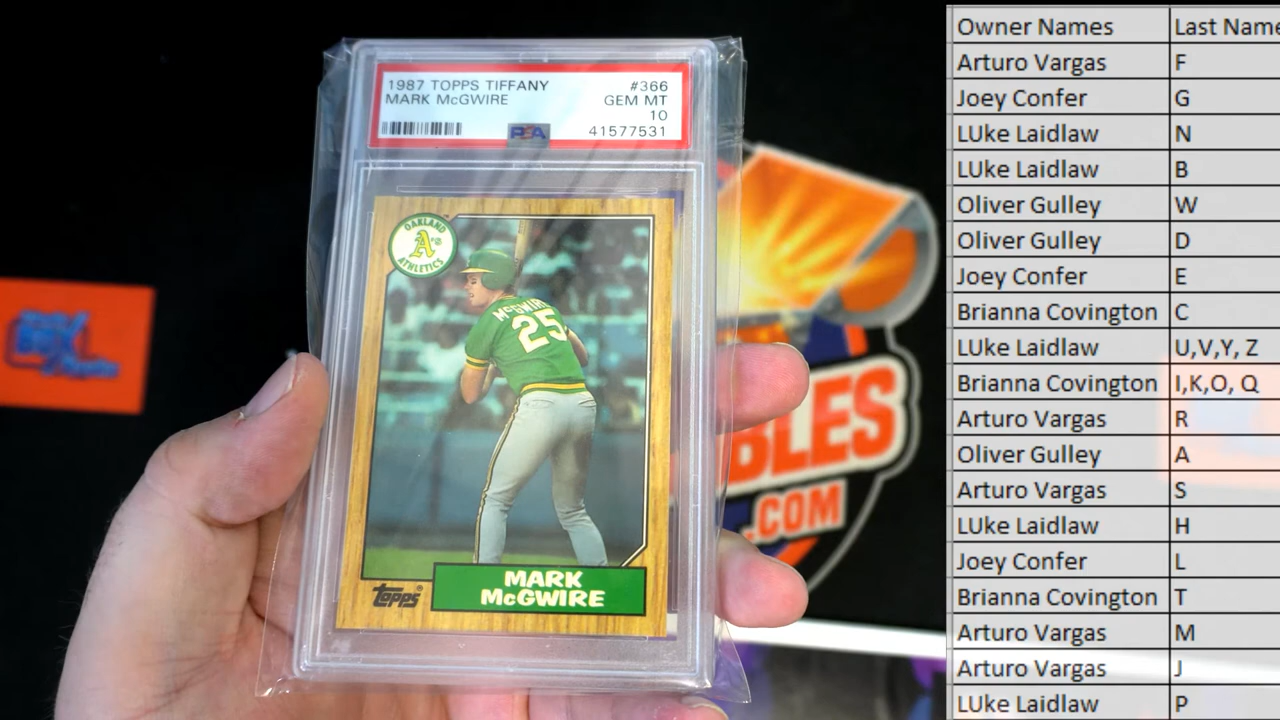 1987 TOPPS TIFFANY #366
MARK McGWIRE GEM MT
10
PSA 41577531
OAKLAND
A's
ATHLETICS
McGWIRE
25
MARK
McGWIRE
Topps
BLES
.COM
BOX
Owner Names Last Name
Arturo Vargas F
Joey Confer G
LUke Laidlaw N
LUke Laidlaw B
Oliver Gulley W
Oliver Gulley D
Joey Confer E
Brianna Covington C
LUke Laidlaw U,V,Y, Z
Brianna Covington I,K,O, Q
Arturo Vargas R
Oliver Gulley A
Arturo Vargas S
LUke Laidlaw H
Joey Confer L
Brianna Covington T
Arturo Vargas M
Arturo Vargas J
LUke Laidlaw P